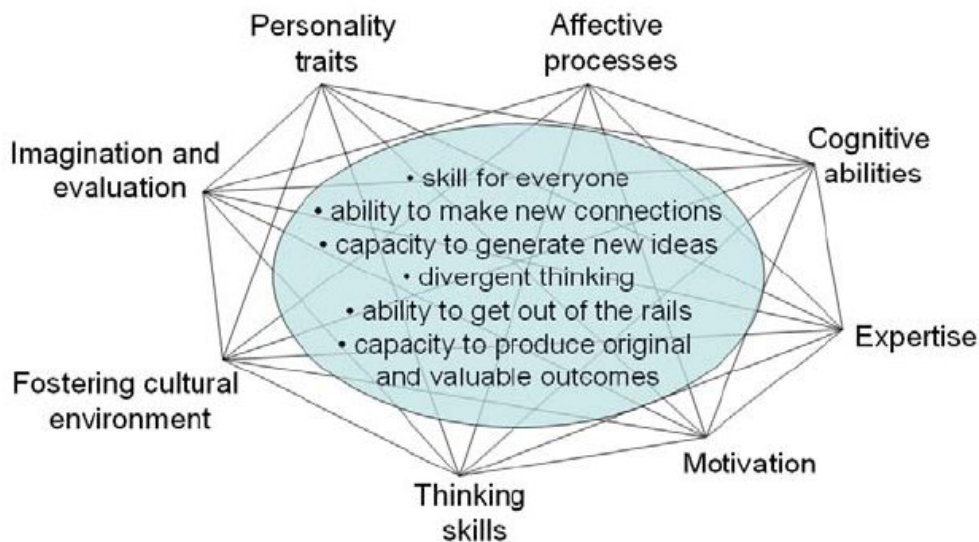 Personality
traits
Affective
processes
Imagination and
evaluation
Cognitive
abilities
• skill for everyone
• ability to make new connections
• capacity to generate new ideas
• divergent thinking
• ability to get out of the rails
• capacity to produce original
and valuable outcomes
Fostering cultural
environment
Expertise
Motivation
Thinking
skills